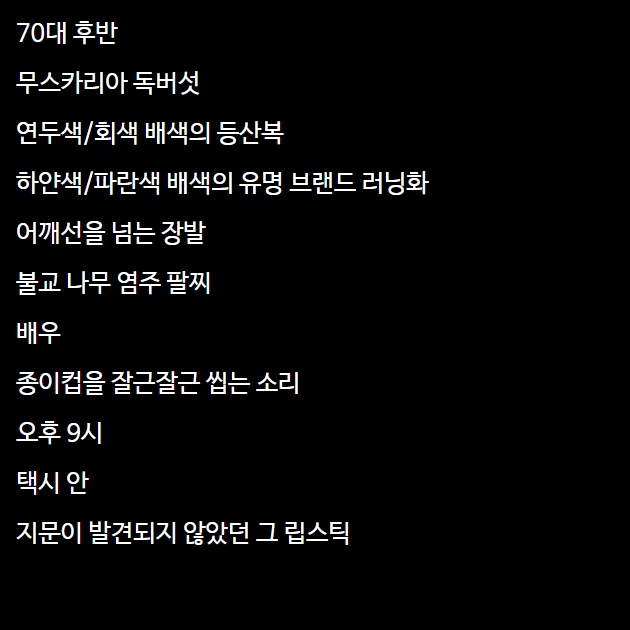 70대 후반
무스카리아 독버섯
연두색/회색 배색의 등산복
하얀색/파란색 배색의 유명 브랜드 러닝화
어깨선을 넘는 장발
불교 나무 염주 팔찌
배우
종이컵을 잘근잘근 씹는 소리
오후 9시
택시 안
지문이 발견되지 않았던 그 립스틱